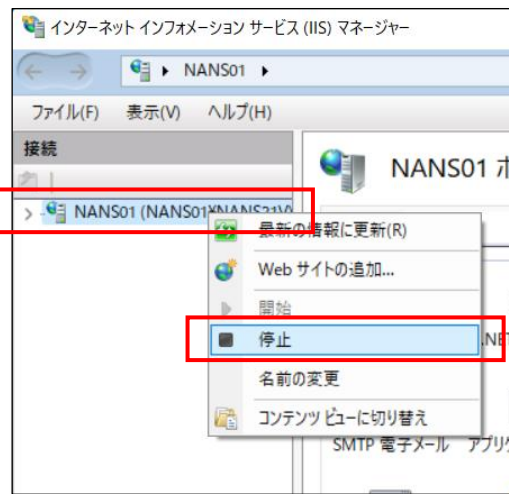 インターネット インフォメーション サービス (IIS) マネージャー
NANS01
ファイル(F) 表示(V) ヘルプ(H)
接続
NANS01 ホ
NANS01 (NANS01¥NANS21V
最新の情報に更新(R)
Web サイトの追加...
開始
停止
.NET
名前の変更
コンテンツ ビューに切り替え
SMTP 電子メール アプリケ